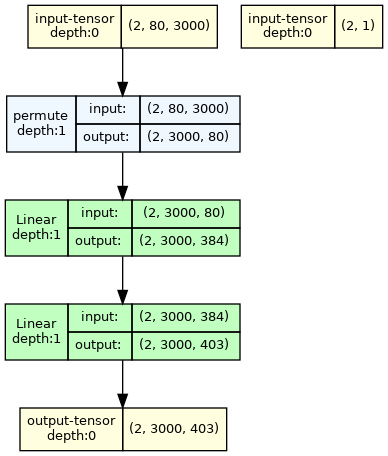 input-tensor
depth:0
(2, 80, 3000)
input-tensor
depth:0
(2, 1)
permute
depth:1
input:
(2, 80, 3000)
output:
(2, 3000, 80)
Linear
depth:1
input:
(2, 3000, 80)
output:
(2, 3000, 384)
Linear
depth:1
input:
(2, 3000, 384)
output:
(2, 3000, 403)
output-tensor
depth:0
(2, 3000, 403)